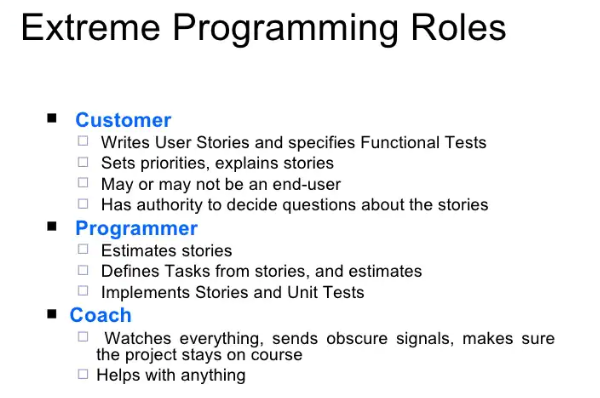 Extreme Programming Roles
Customer
Writes User Stories and specifies Functional Tests
Sets priorities, explains stories
May or may not be an end-user
Has authority to decide questions about the stories
Programmer
Estimates stories
Defines Tasks from stories, and estimates
Implements Stories and Unit Tests
Coach
Watches everything, sends obscure signals, makes sure
the project stays on course
Helps with anything